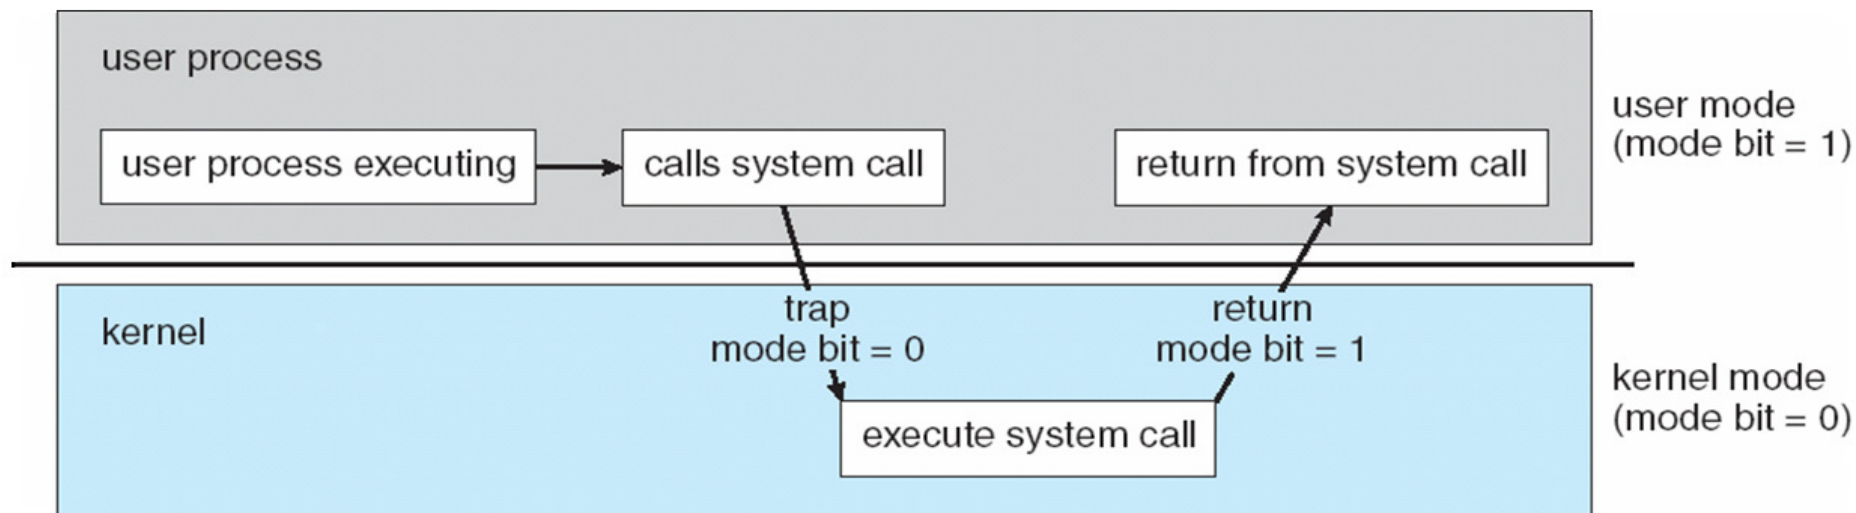 user process
user process executing
calls system call
return from system call
user mode
(mode bit = 1)
kernel
trap
mode bit = 0
return
mode bit = 1
execute system call
kernel mode
(mode bit = 0)